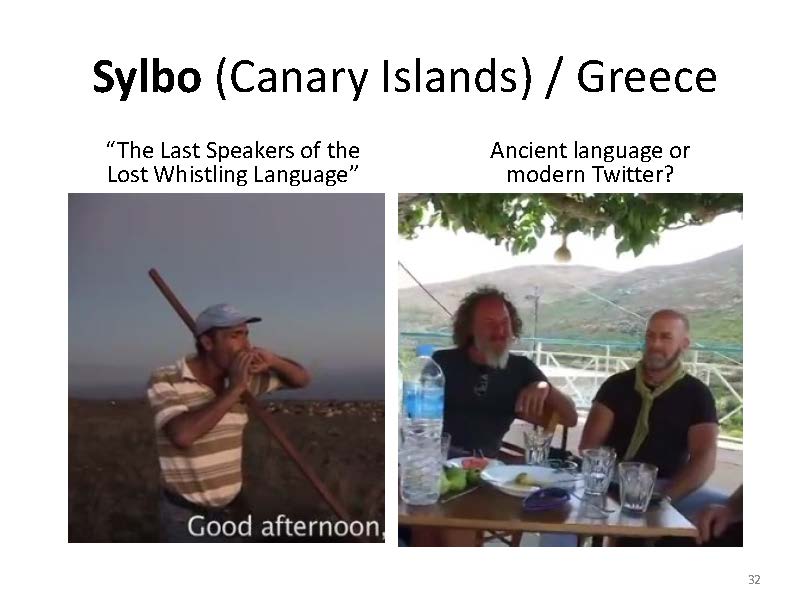 Sylbo (Canary Islands) / Greece
“The Last Speakers of the
Lost Whistling Language”
Ancient language or
modern Twitter?
Good afternoon,
32